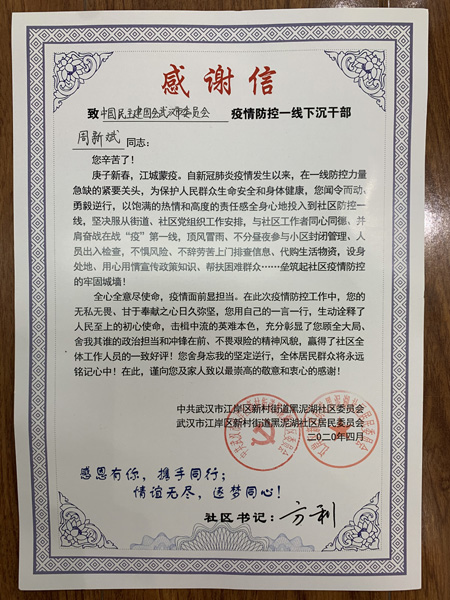 感谢信
致 中国民主建国会武汉市委员会 疫情防控一线下沉干部
周新斌 同志：
您辛苦了！
庚子新春，江城蒙疫。自新冠肺炎疫情发生以来，在一线防控力量
急缺的紧要关头，为保护人民群众生命安全和身体健康，您闻令而动、
勇毅逆行，以饱满的热情和高度的责任感全身心地投入到社区防控一
线，坚决服从街道、社区党组织工作安排，与社区工作者同心同德、并
肩奋战在战“疫”第一线，顶风冒雨、不分昼夜参与小区封闭管理、人
员出入检查，不惧风险、不辞劳苦上门排查信息、代购生活物资，设身
处地、用心用情宣传政策知识、帮扶困难群众……垒筑起社区疫情防控
的牢固城墙！
全心全意尽使命，疫情面前显担当。在此次疫情防控工作中，您的
无私无畏、甘于奉献之心日久弥坚，您用自己的一言一行，生动诠释了
人民至上的初心使命，击楫中流的英雄本色，充分彰显了您顾全大局、
舍我其谁的政治担当和冲锋在前、不畏艰险的精神风貌，赢得了社区全
体工作人员的一致好评！您舍身忘我的坚定逆行，全体居民群众将永远
铭记心中！在此，谨向您及家人致以最崇高的敬意和衷心的感谢！
中共武汉市江岸区新村街道黑泥湖社区委员会
武汉市江岸区新村街道黑泥湖社区居民委员会
二〇二〇年四月
感恩有你，携手同行；
情谊无尽，逐梦同心！
社区书记：方利